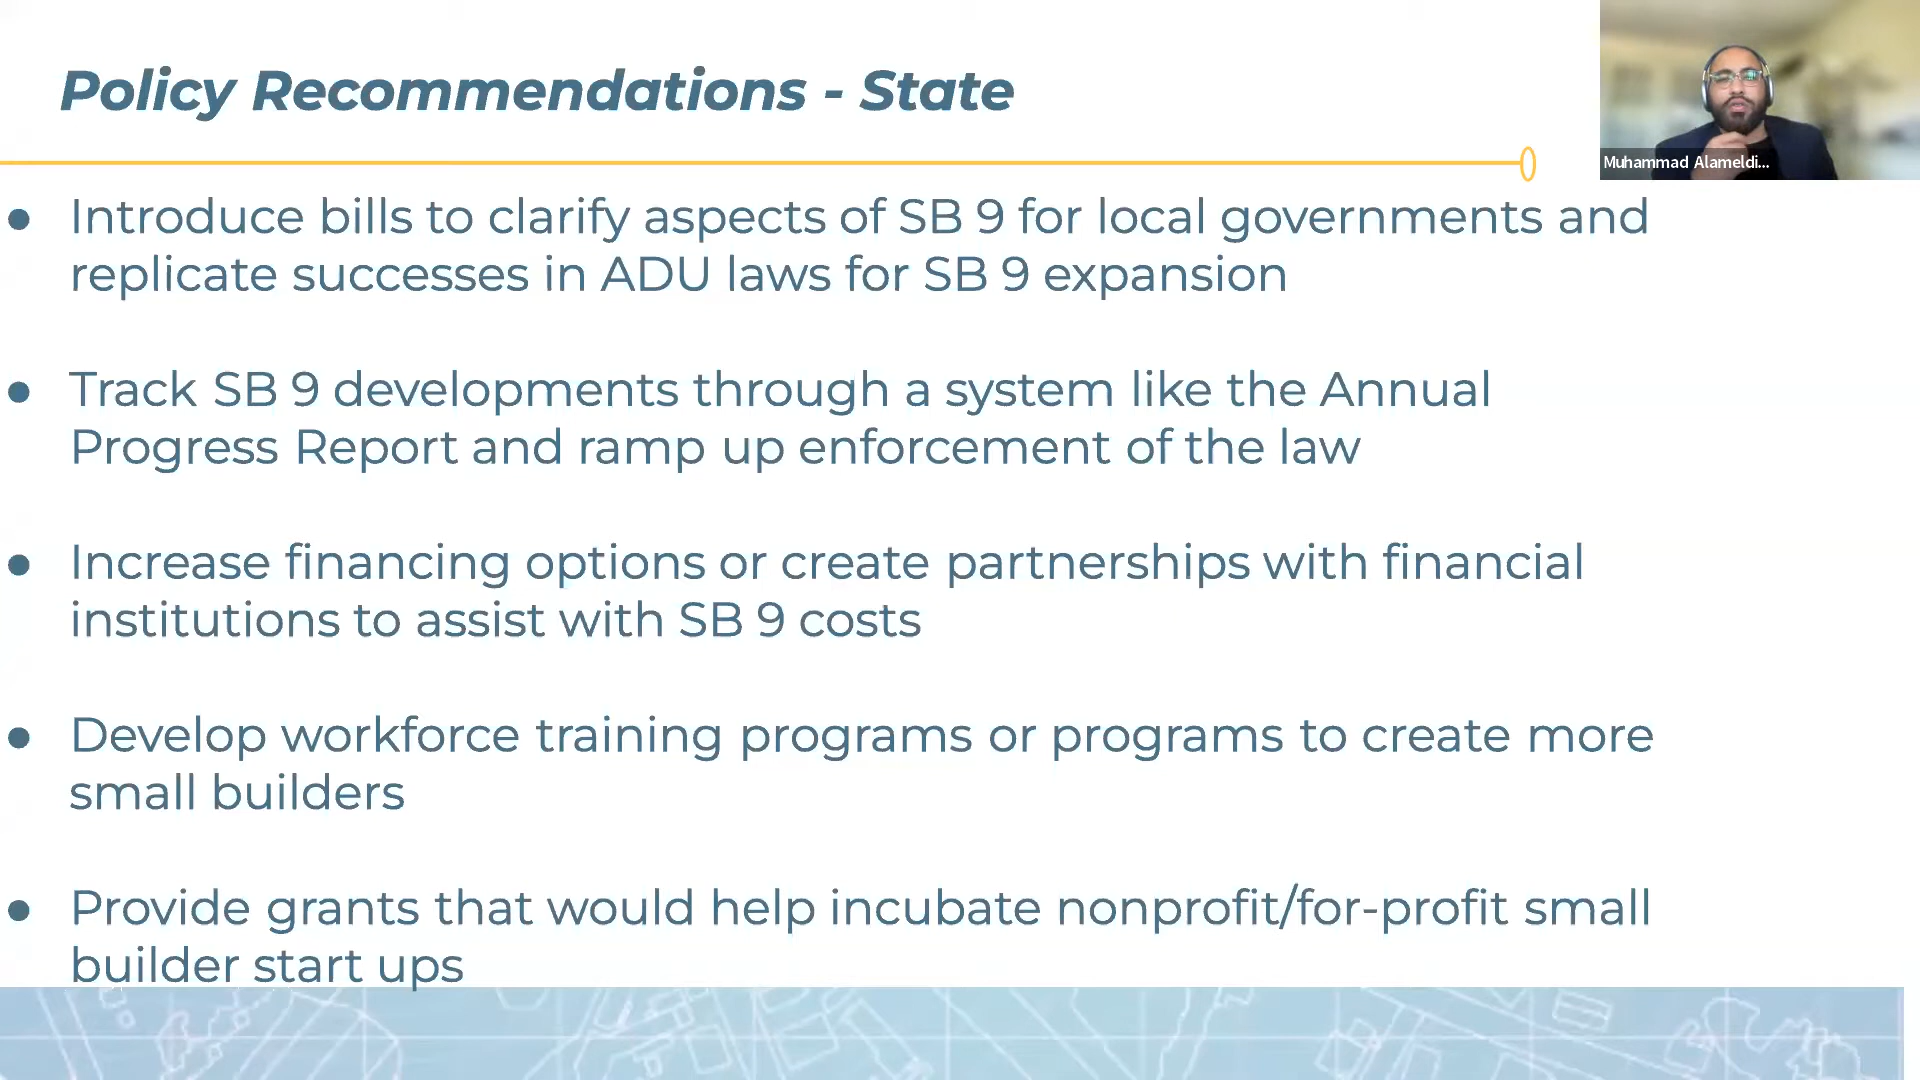 Policy Recommendations - State
Muhammad Alameldi...
● Introduce bills to clarify aspects of SB 9 for local governments and
replicate successes in ADU laws for SB 9 expansion
● Track SB 9 developments through a system like the Annual
Progress Report and ramp up enforcement of the law
● Increase financing options or create partnerships with financial
institutions to assist with SB 9 costs
● Develop workforce training programs or programs to create more
small builders
● Provide grants that would help incubate nonprofit/for-profit small
builder start ups